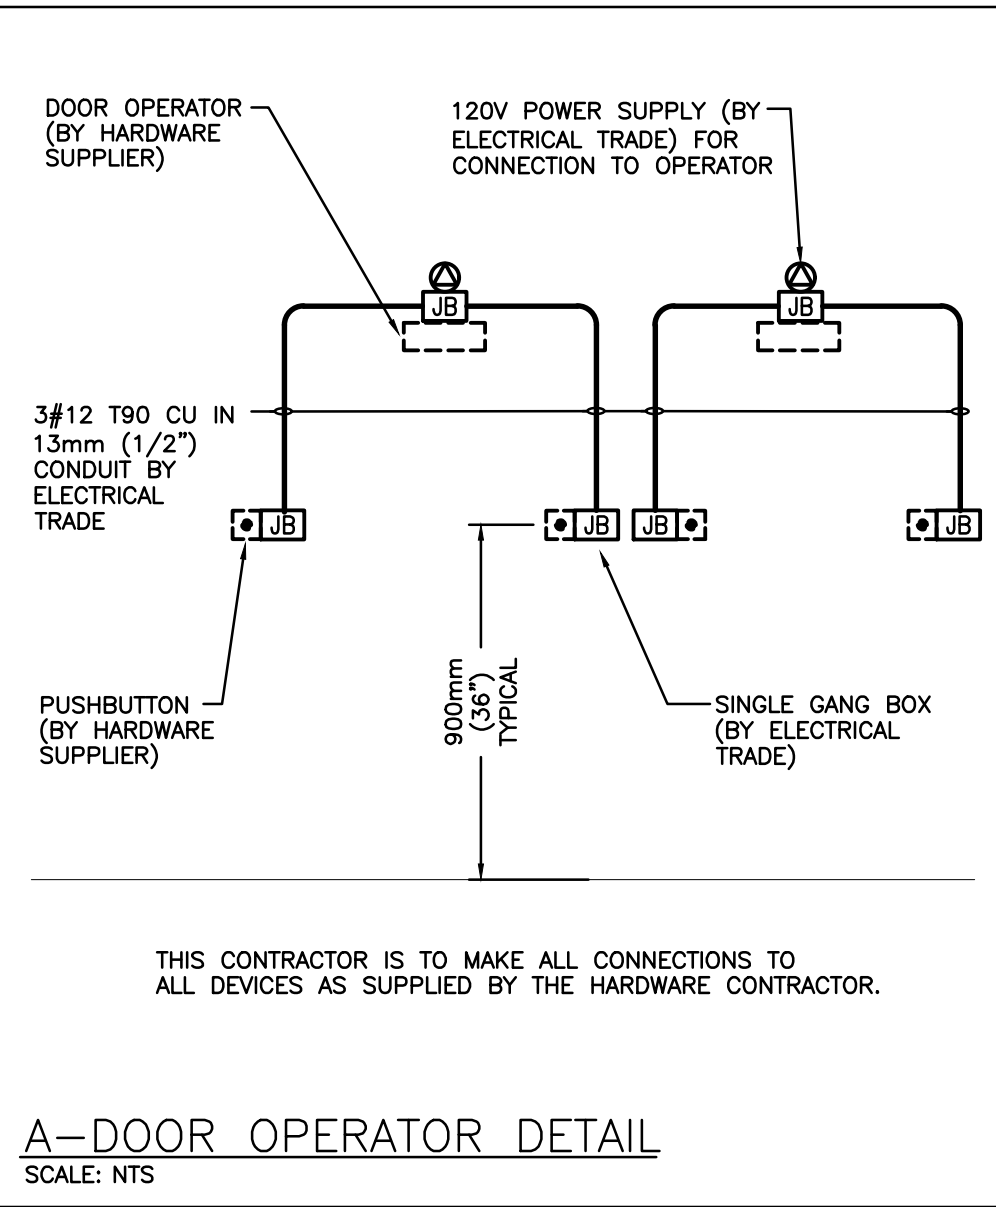 DOOR OPERATOR
(BY HARDWARE
SUPPLIER)
120V POWER SUPPLY (BY
ELECTRICAL TRADE) FOR
CONNECTION TO OPERATOR
JB
JB
3#12 T90 CU IN
13mm (1/2")
CONDUIT BY
ELECTRICAL
TRADE
JB
JB
JB
JB
PUSHBUTTON
(BY HARDWARE
SUPPLIER)
900mm
(36")
TYPICAL
SINGLE GANG BOX
(BY ELECTRICAL
TRADE)
THIS CONTRACTOR IS TO MAKE ALL CONNECTIONS TO
ALL DEVICES AS SUPPLIED BY THE HARDWARE CONTRACTOR.
A-DOOR OPERATOR DETAIL
SCALE: NTS